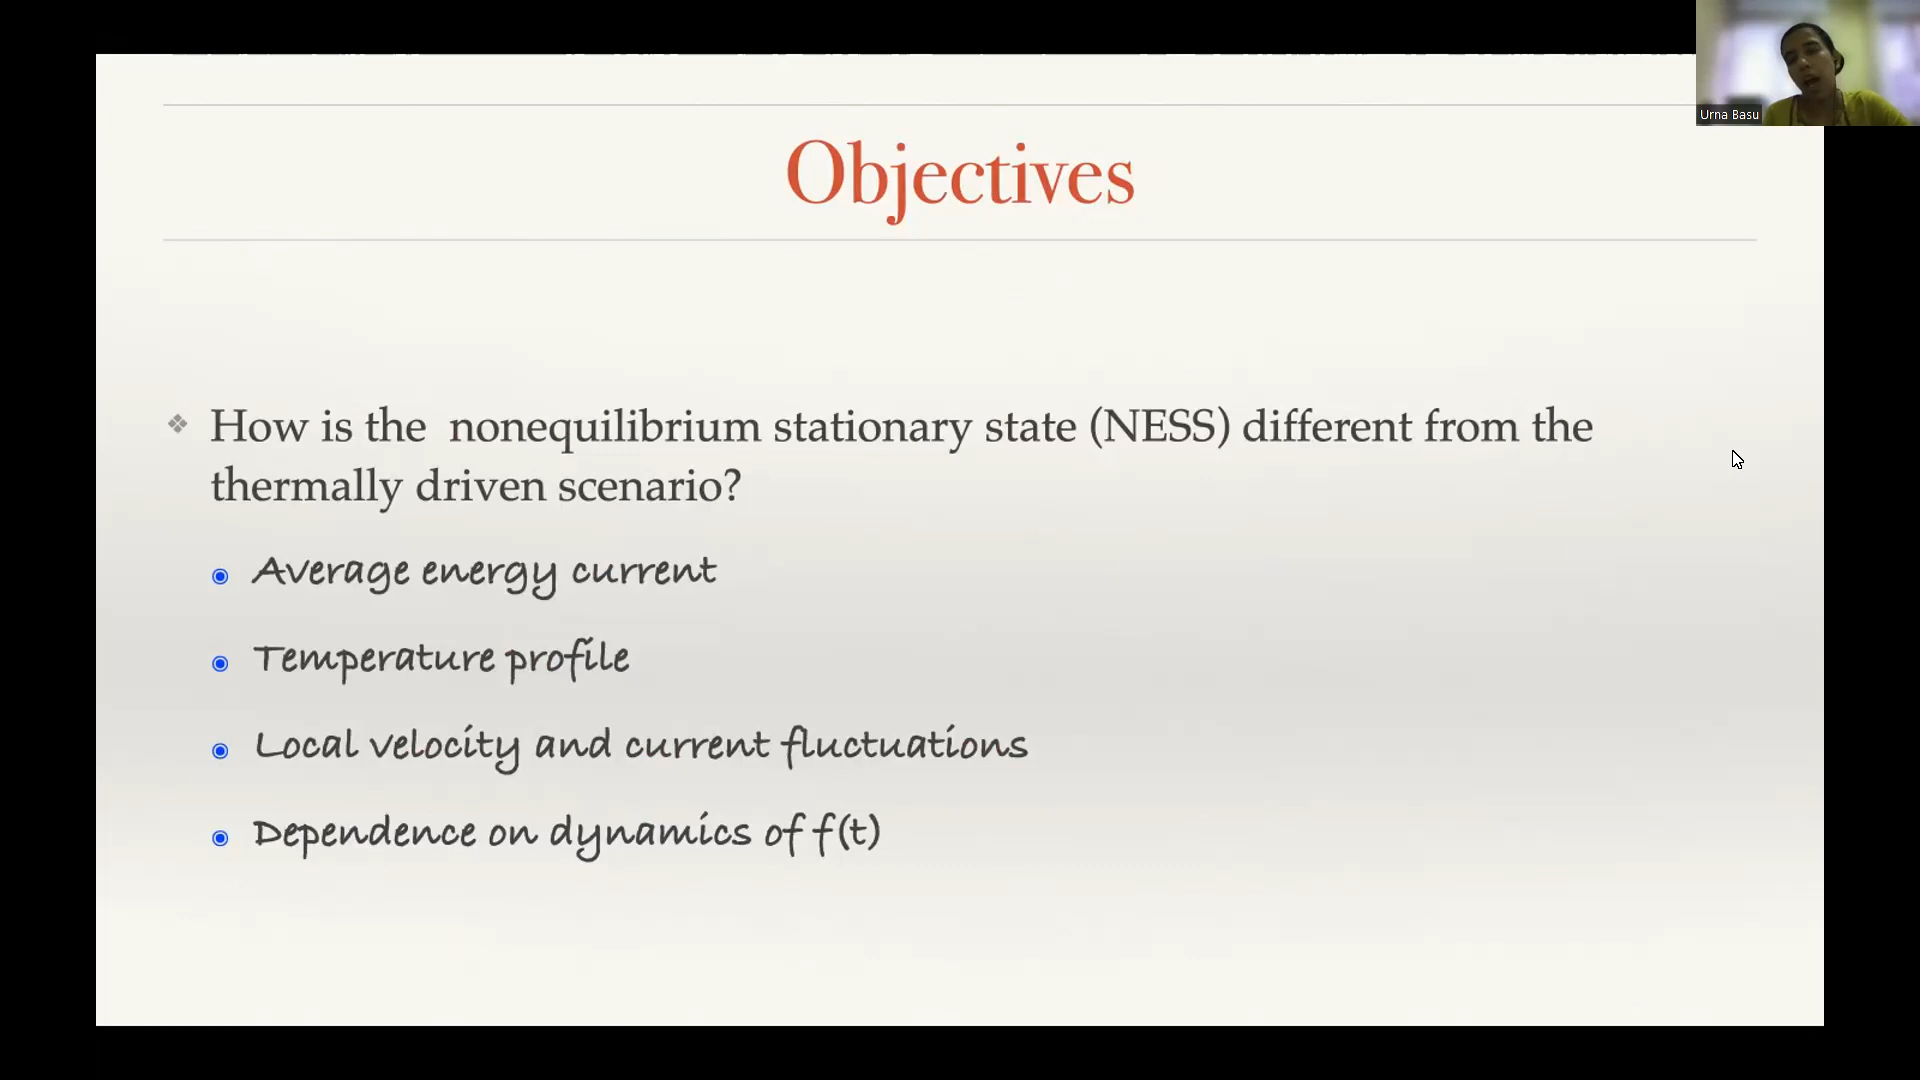 Urna Basu
Objectives
How is the nonequilibrium stationary state (NESS) different from the
thermally driven scenario?
Average energy current
Temperature profile
Local velocity and current fluctuations
Dependence on dynamics of f(t)